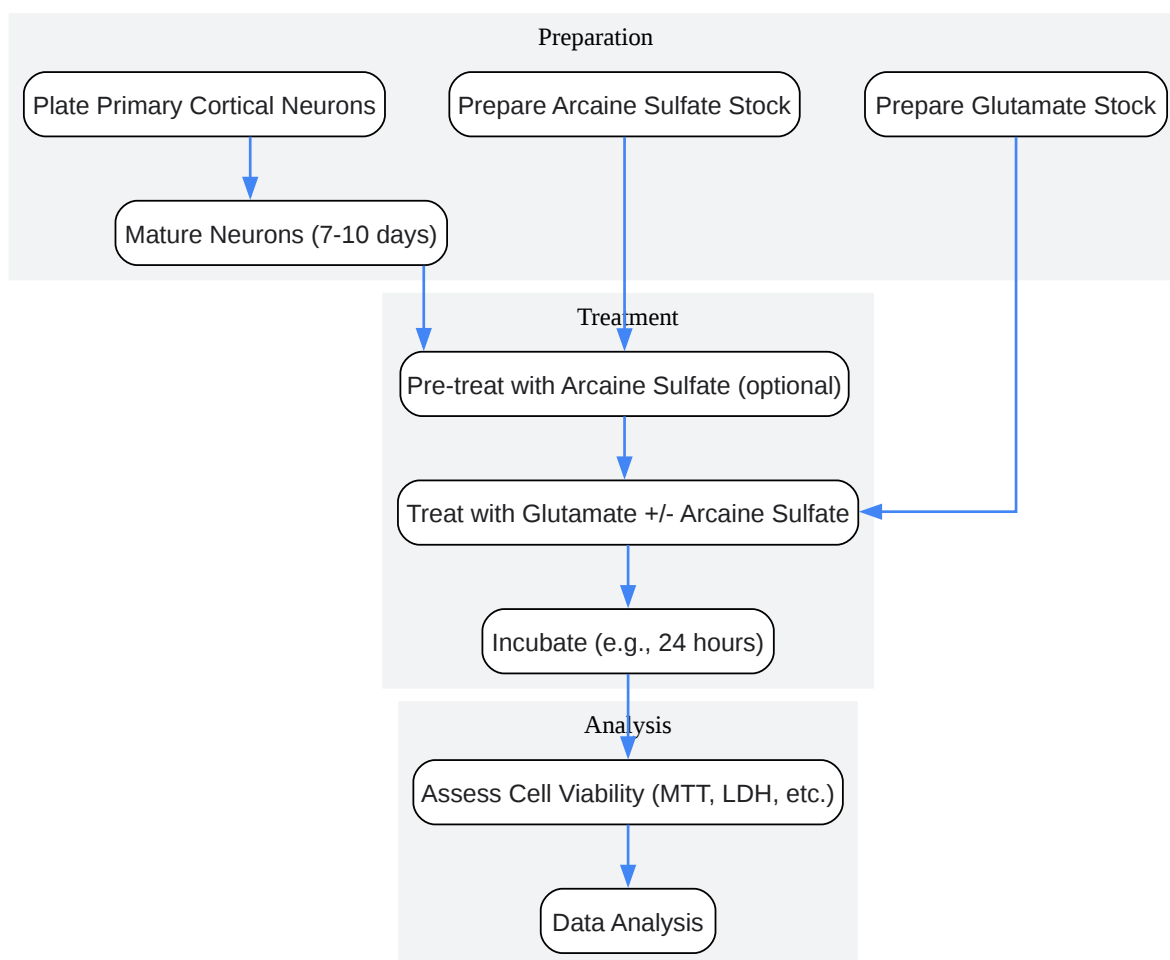 Preparation
Plate Primary Cortical Neurons
Prepare Arcaine Sulfate Stock
Prepare Glutamate Stock
Mature Neurons (7-10 days)
Treatment
Pre-treat with Arcaine Sulfate (optional)
Treat with Glutamate +/- Arcaine Sulfate
Incubate (e.g., 24 hours)
Analysis
Assess Cell Viability (MTT, LDH, etc.)
Data Analysis